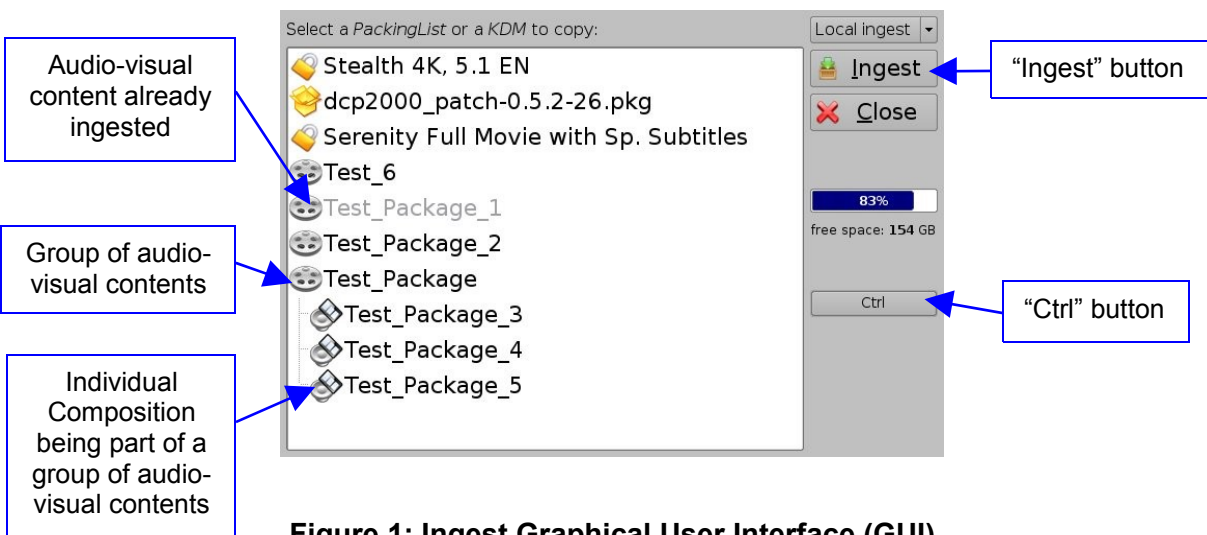 Select a PackingList or a KDM to copy:
Local ingest
Audio-visual
content already
ingested
Stealth 4K, 5.1 EN
dcp2000_patch-0.5.2-26.pkg
Serenity Full Movie with Sp. Subtitles
Test_6
Test_Package_1
Test_Package_2
Test_Package
Test_Package_3
Test_Package_4
Test_Package_5
Ingest
Close
“Ingest” button
83%
free space: 154 GB
Ctrl
“Ctrl” button
Group of audio-
visual contents
Individual
Composition
being part of a
group of audio-
visual contents
Figure 1: Ingest Graphical User Interface (GUI)